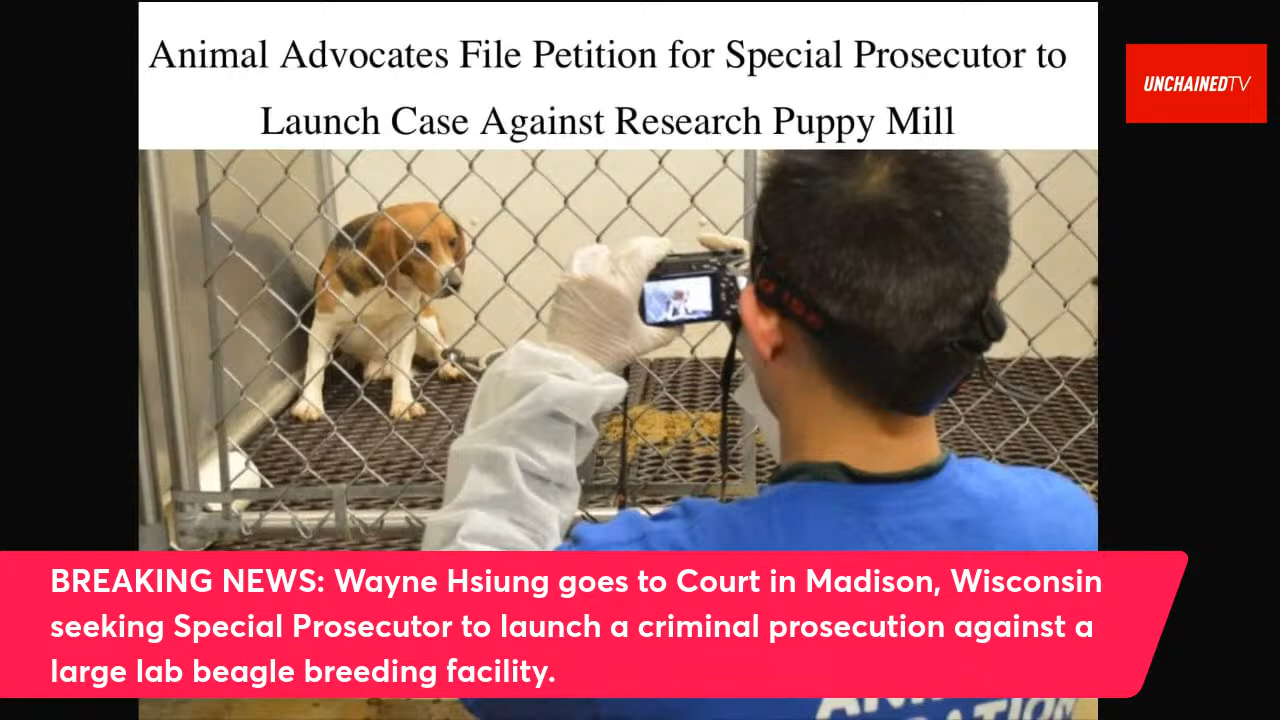 Animal Advocates File Petition for Special Prosecutor to
Launch Case Against Research Puppy Mill
UNCHAINEDTV
BREAKING NEWS: Wayne Hsiung goes to Court in Madison, Wisconsin
seeking Special Prosecutor to launch a criminal prosecution against a
large lab beagle breeding facility.